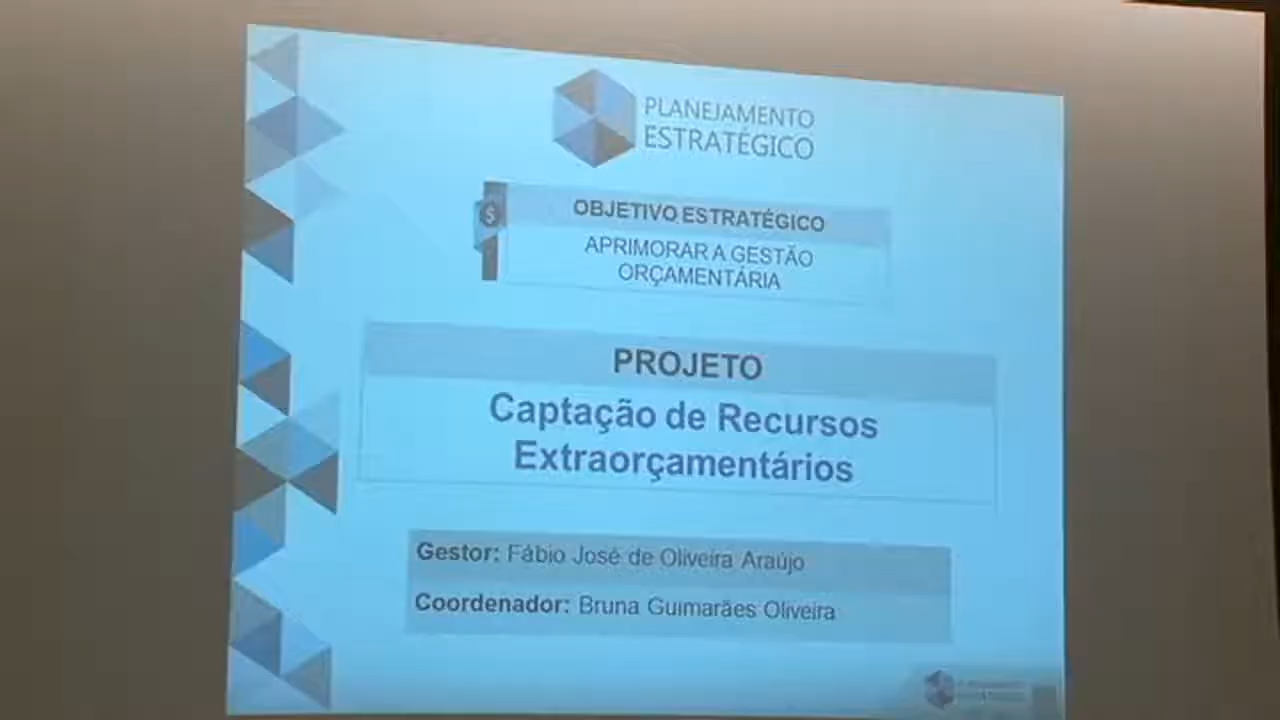 PLANEJAMENTO
ESTRATÉGICO
$
OBJETIVO ESTRATÉGICO
APRIMORAR A GESTÃO
ORÇAMENTÁRIA
PROJETO
Captação de Recursos
Extraorçamentários
Gestor: Fábio José de Oliveira Araújo
Coordenador: Bruna Guimarães Oliveira